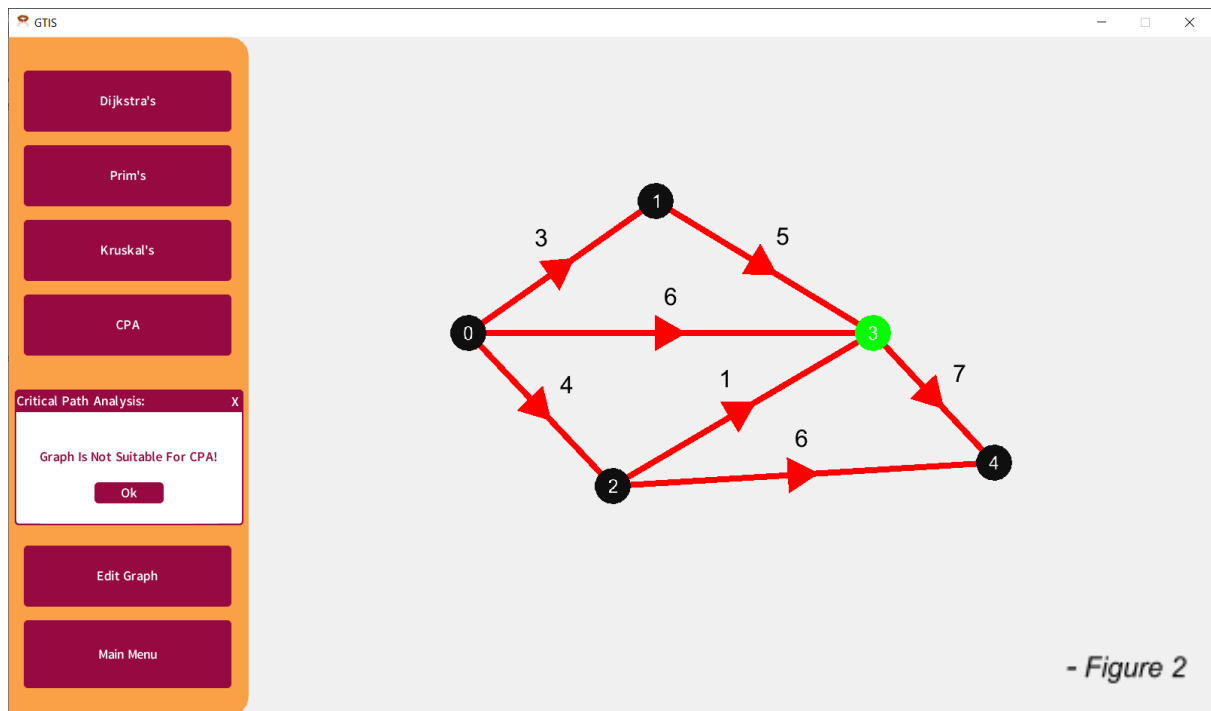 GTIS
Dijkstra's
Prim's
Kruskal's
CPA
Critical Path Analysis: X
Graph Is Not Suitable For CPA!
Ok
Edit Graph
Main Menu
1
3
5
6
0
3
4
1
7
6
4
2
- Figure 2